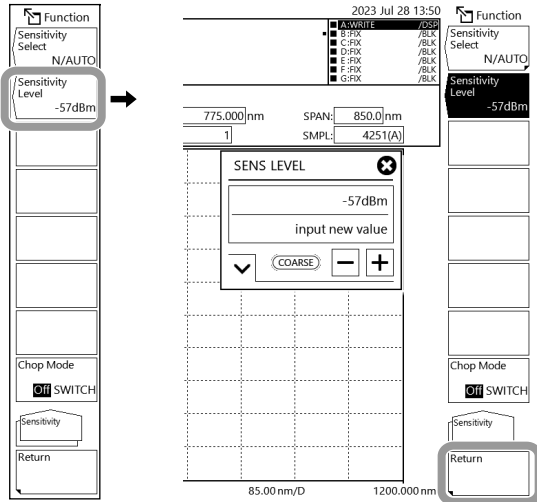 Function
Sensitivity
Select
N/AUTO
Sensitivity
Level
-57dBm
Chop Mode
Off SWITCH
Sensitivity
Return
2023 Jul 28 13:50
A:WRITE /DSP
B:FIX /BLK
C:FIX /BLK
D:FIX /BLK
E:FIX /BLK
F:FIX /BLK
G:FIX /BLK
775.000 nm SPAN: 850.0 nm
1 SMPL: 4251(A)
SENS LEVEL
-57dBm
input new value
COARSE
85.00 nm/D 1200.000 nm
Function
Sensitivity
Select
N/AUTO
Sensitivity
Level
-57dBm
Chop Mode
Off SWITCH
Sensitivity
Return